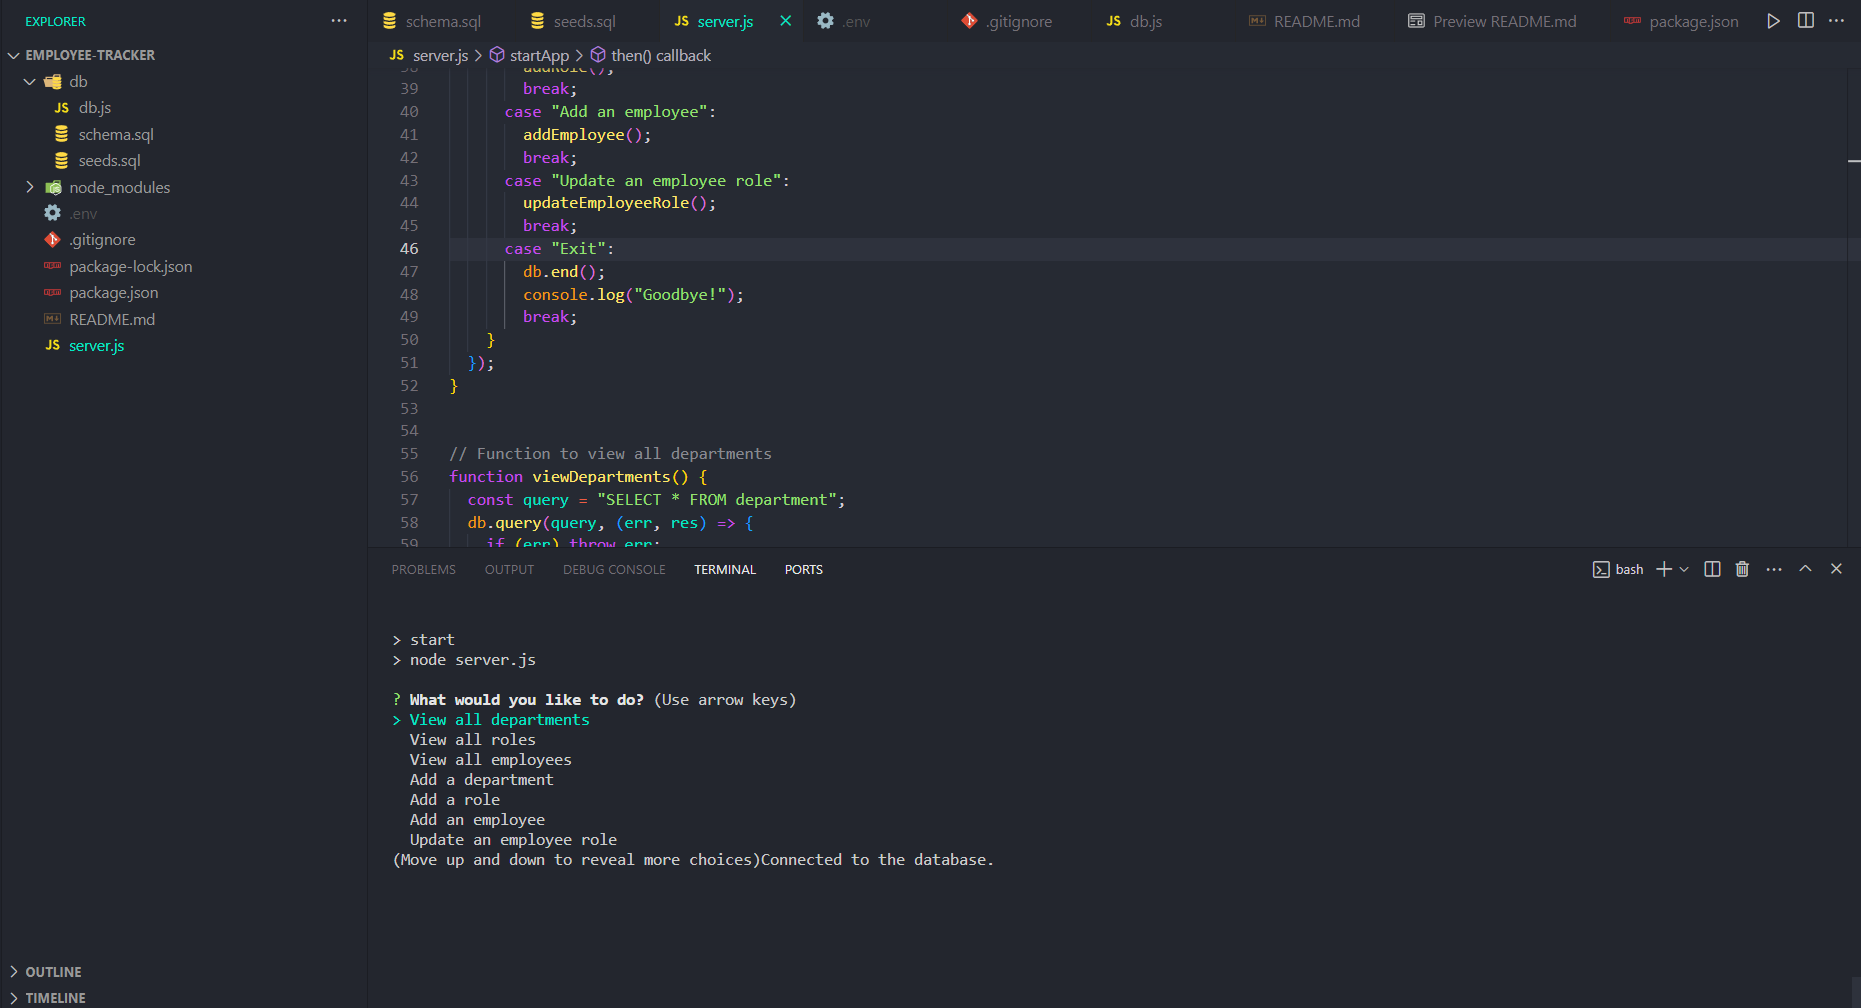 EXPLORER
EMPLOYEE-TRACKER
db
JS db.js
schema.sql
seeds.sql
node_modules
.env
.gitignore
package-lock.json
package.json
README.md
JS server.js
OUTLINE
TIMELINE
schema.sql seeds.sql JS server.js .env .gitignore JS db.js README.md Preview README.md package.json
JS server.js > startApp > then() callback
38 addRole();
39 break;
40 case "Add an employee":
41 addEmployee();
42 break;
43 case "Update an employee role":
44 updateEmployeeRole();
45 break;
46 case "Exit":
47 db.end();
48 console.log("Goodbye!");
49 break;
50 }
51 });
52 }
53
54
55 // Function to view all departments
56 function viewDepartments() {
57 const query = "SELECT * FROM department";
58 db.query(query, (err, res) => {
59 if (err) throw err;
PROBLEMS OUTPUT DEBUG CONSOLE TERMINAL PORTS bash
> start
> node server.js
? What would you like to do? (Use arrow keys)
> View all departments
View all roles
View all employees
Add a department
Add a role
Add an employee
Update an employee role
(Move up and down to reveal more choices)Connected to the database.